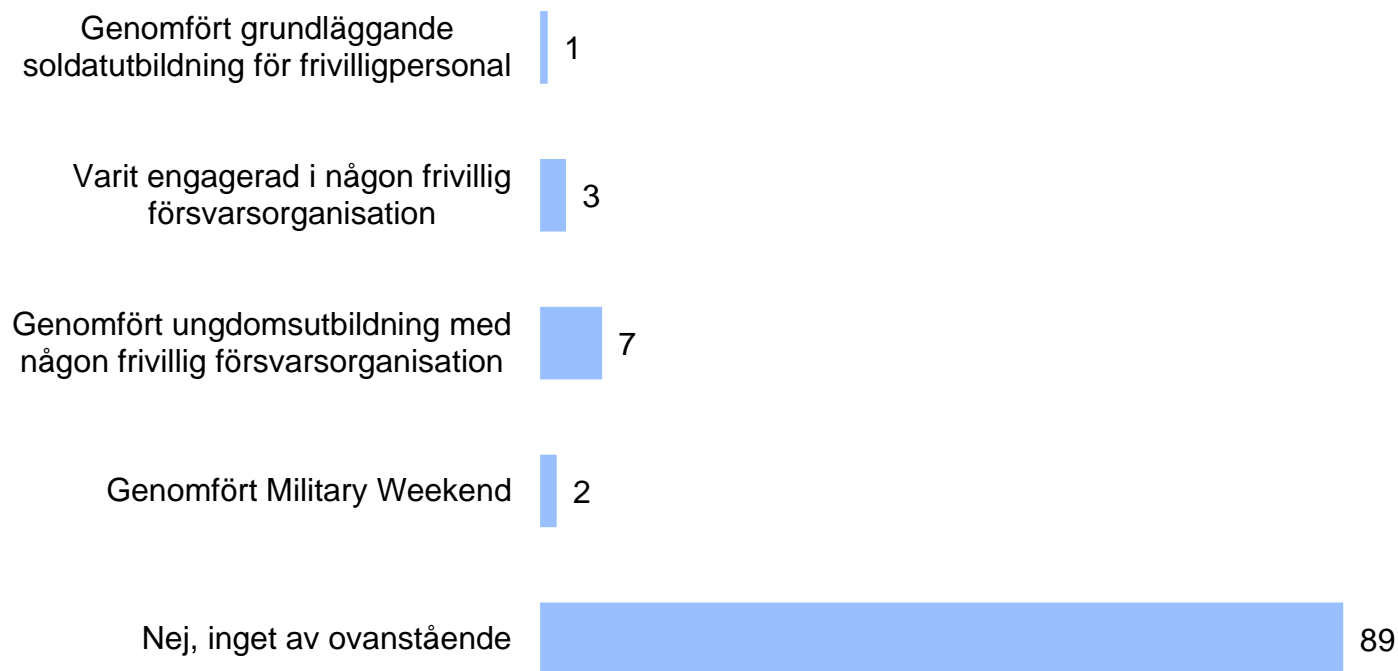 Genomfört grundläggande
soldatutbildning för frivilligpersonal
1
Varit engagerad i någon frivillig
försvarsorganisation
3
Genomfört ungdomsutbildning med
någon frivillig försvarsorganisation
7
Genomfört Military Weekend
2
Nej, inget av ovanstående
89